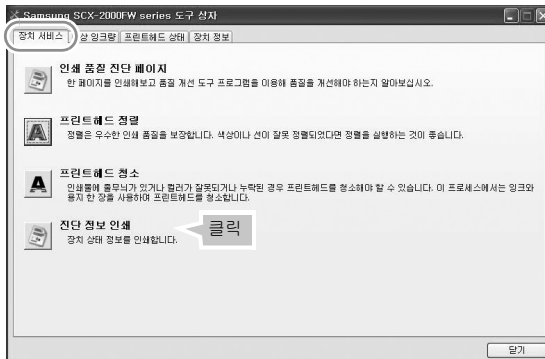 Samsung SCX-2000FW series 도구 상자
장치 서비스 상 잉크량 프린트헤드 상태 장치 정보
인쇄 품질 진단 페이지
한 페이지를 인쇄해보고 품질 개선 도구 프로그램을 이용해 품질을 개선해야 하는지 알아보십시오.
프린트헤드 정렬
정렬은 우수한 인쇄 품질을 보장합니다. 색상이나 선이 잘못 정렬되었다면 정렬을 실행하는 것이 좋습니다.
프린트헤드 청소
인쇄물에 줄무늬가 있거나 컬러가 잘못되거나 누락된 경우 프린트헤드를 청소해야 할 수 있습니다. 이 프로세스에서는 잉크와
용지 한 장을 사용하여 프린트헤드를 청소합니다.
진단 정보 인쇄
장치 상태 정보를 인쇄합니다.
클릭
닫기